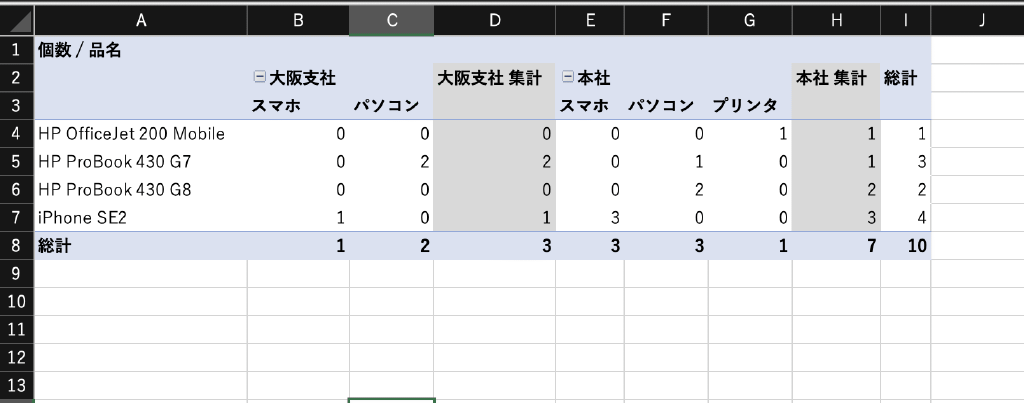 A B C D E F G H I J
1 個数 / 品名
2 大阪支社 大阪支社 集計 本社 本社 集計 総計
3 スマホ パソコン スマホ パソコン プリンタ
4 HP OfficeJet 200 Mobile 0 0 0 0 0 1 1 1
5 HP ProBook 430 G7 0 2 2 0 1 0 1 3
6 HP ProBook 430 G8 0 0 0 0 2 0 2 2
7 iPhone SE2 1 0 1 3 0 0 3 4
8 総計 1 2 3 3 3 1 7 10
9
10
11
12
13